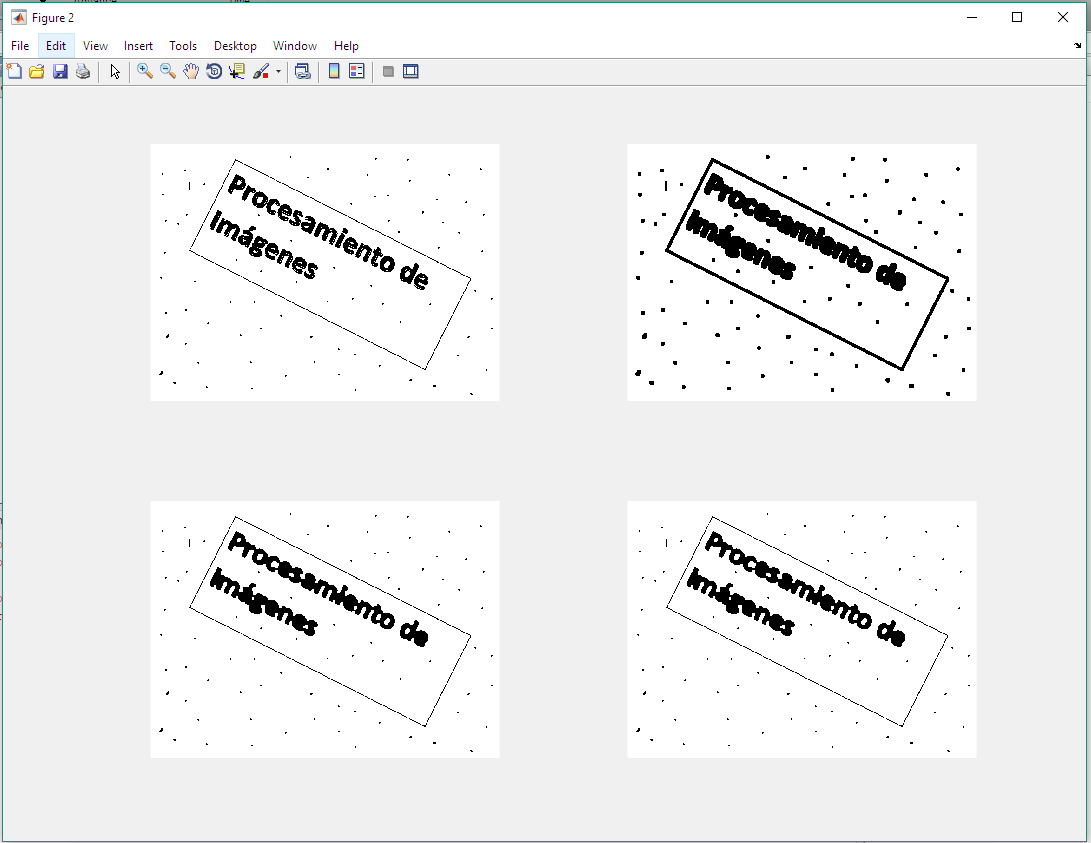 Figure 2
File Edit View Insert Tools Desktop Window Help
Procesamiento de
Imágenes
Procesamiento de
Imágenes
Procesamiento de
Imágenes
Procesamiento de
Imágenes